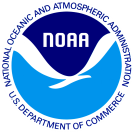 NATIONAL OCEANIC AND ATMOSPHERIC ADMINISTRATION
NOAA
U.S. DEPARTMENT OF COMMERCE